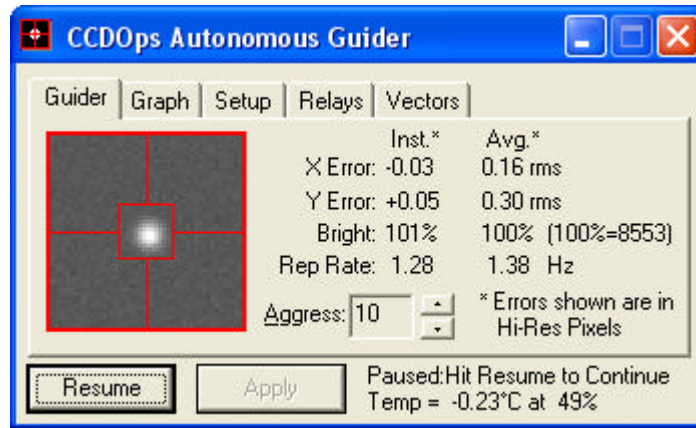 CCDOps Autonomous Guider
Guider Graph Setup Relays Vectors
Inst.* Avg.*
X Error: -0.03 0.16 rms
Y Error: +0.05 0.30 rms
Bright: 101% 100% (100%=8553)
Rep Rate: 1.28 1.38 Hz
Aggress: 10
* Errors shown are in
Hi-Res Pixels
Resume Apply
Paused:Hit Resume to Continue
Temp = -0.23°C at 49%